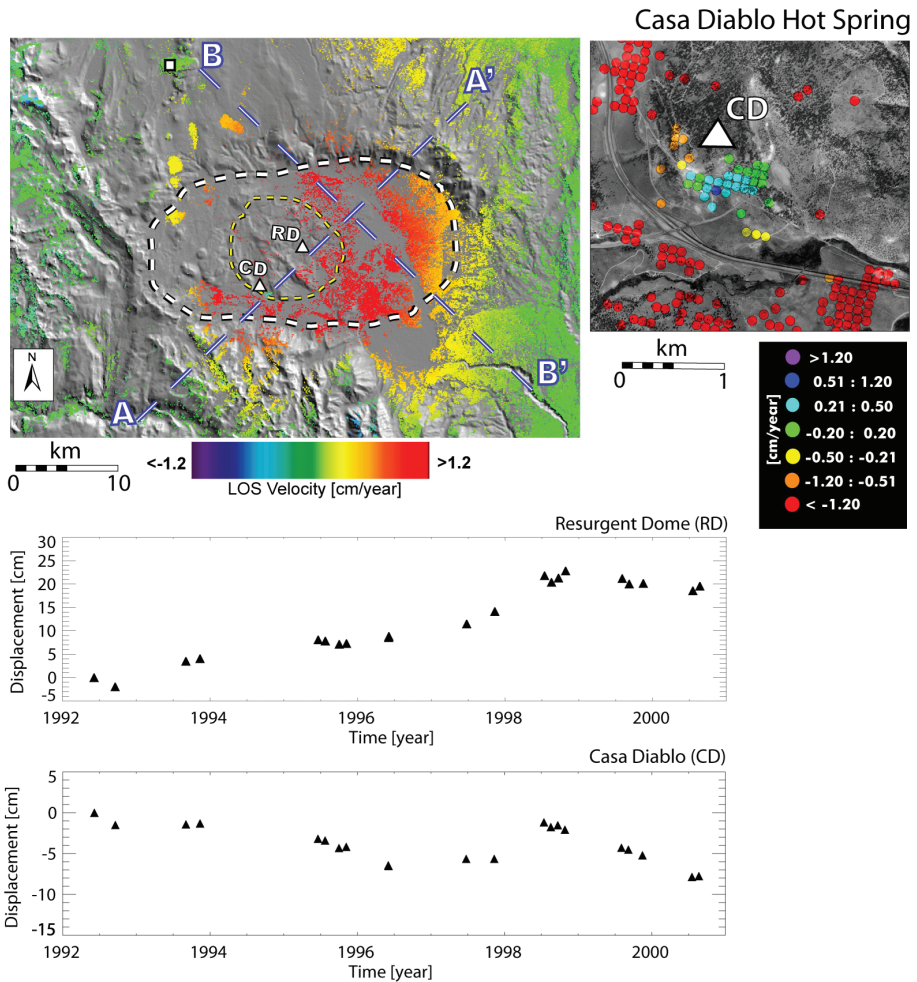 Casa Diablo Hot Spring
B
A'
RD
CD
N
B'
A
CD
km
0 10
<-1.2 >1.2
LOS Velocity [cm/year]
km
0 1
[cm/year]
>1.20
0.51 : 1.20
0.21 : 0.50
-0.20 : 0.20
-0.50 : -0.21
-1.20 : -0.51
< -1.20
Resurgent Dome (RD)
Displacement [cm]
30
25
20
15
10
5
0
-5
1992 1994 1996 1998 2000
Time [year]
Casa Diablo (CD)
Displacement [cm]
5
0
-5
-10
-15
1992 1994 1996 1998 2000
Time [year]